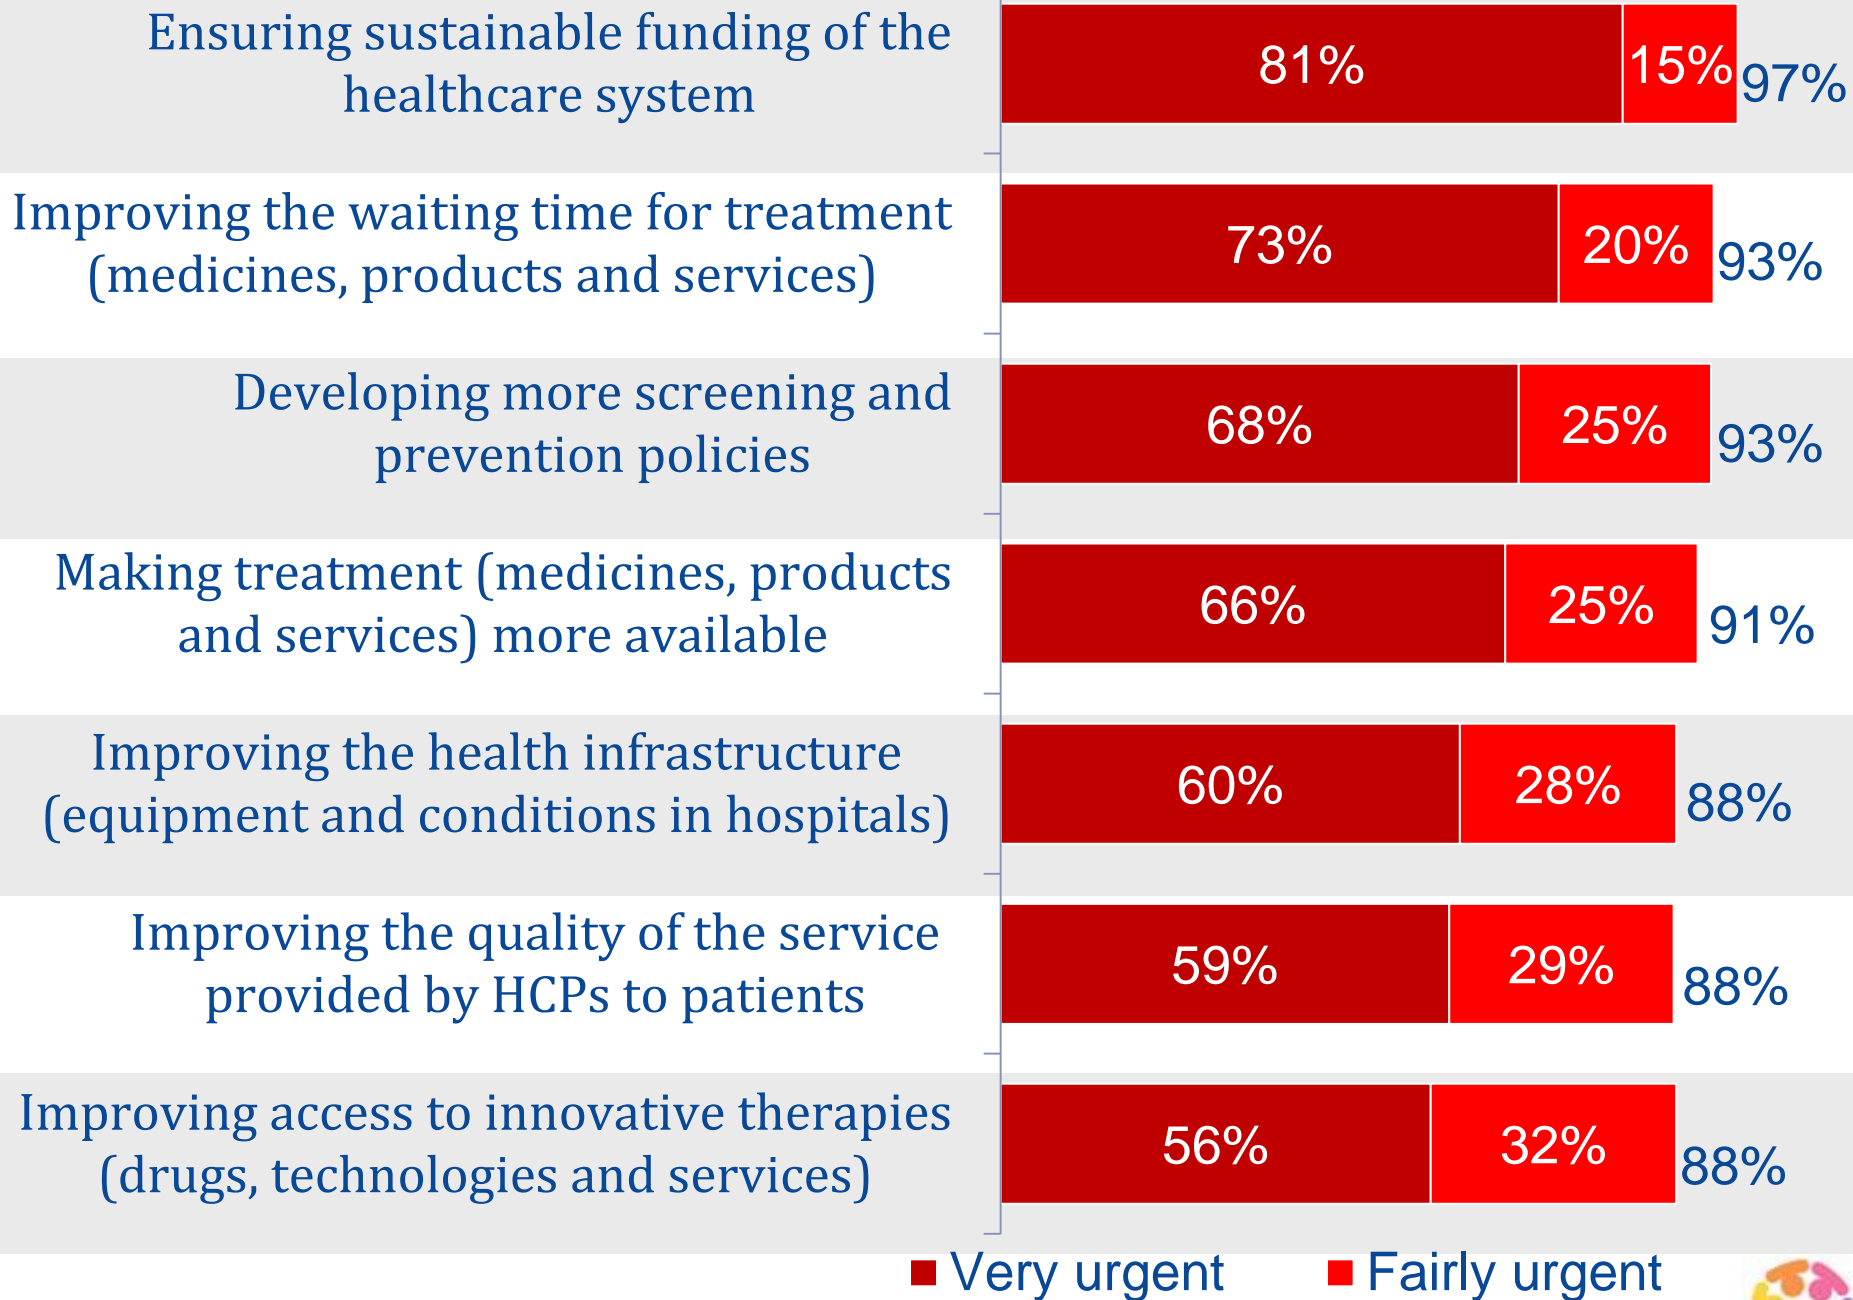 Ensuring sustainable funding of the
healthcare system
81%
15%
97%
Improving the waiting time for treatment
(medicines, products and services)
73%
20%
93%
Developing more screening and
prevention policies
68%
25%
93%
Making treatment (medicines, products
and services) more available
66%
25%
91%
Improving the health infrastructure
(equipment and conditions in hospitals)
60%
28%
88%
Improving the quality of the service
provided by HCPs to patients
59%
29%
88%
Improving access to innovative therapies
(drugs, technologies and services)
56%
32%
88%
Very urgent
Fairly urgent